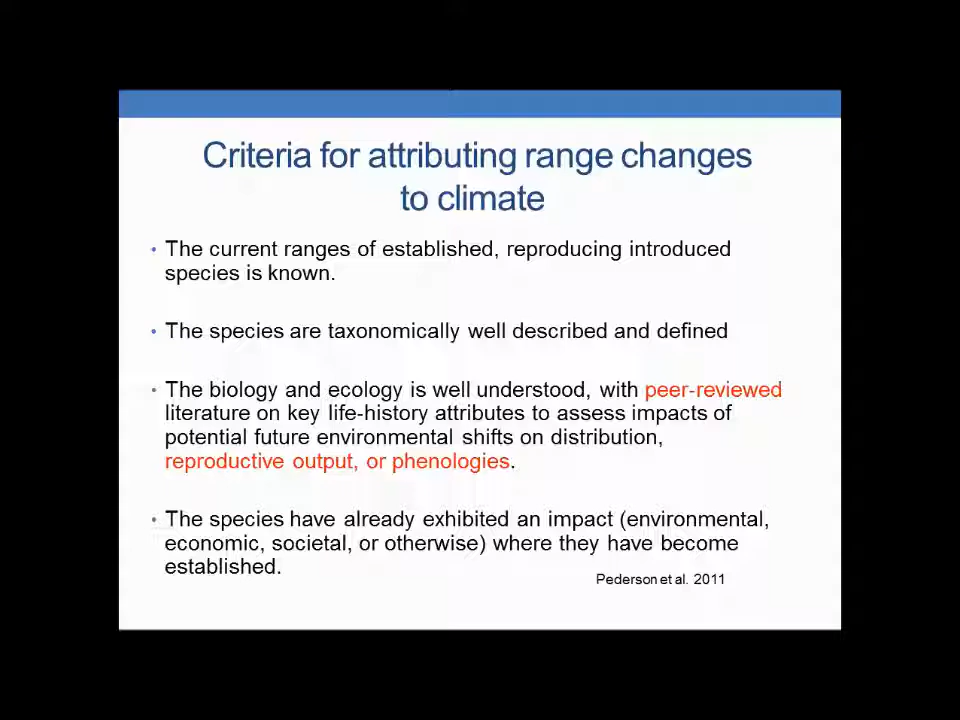 Criteria for attributing range changes
to climate
• The current ranges of established, reproducing introduced
species is known.
• The species are taxonomically well described and defined
• The biology and ecology is well understood, with peer-reviewed
literature on key life-history attributes to assess impacts of
potential future environmental shifts on distribution,
reproductive output, or phenologies.
• The species have already exhibited an impact (environmental,
economic, societal, or otherwise) where they have become
established.
Pederson et al. 2011